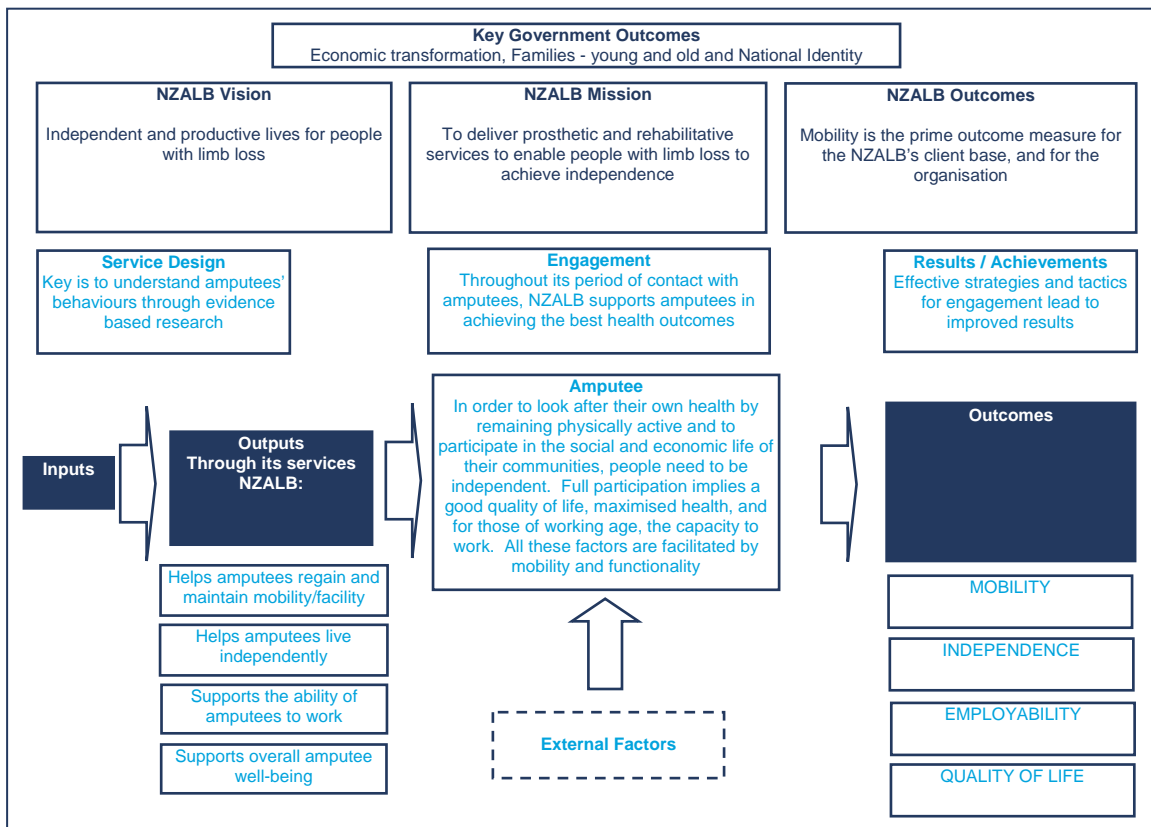 Key Government Outcomes
Economic transformation, Families - young and old and National Identity
NZALB Vision
Independent and productive lives for people
with limb loss
NZALB Mission
To deliver prosthetic and rehabilitative
services to enable people with limb loss to
achieve independence
NZALB Outcomes
Mobility is the prime outcome measure for
the NZALB’s client base, and for the
organisation
Service Design
Key is to understand amputees’
behaviours through evidence
based research
Engagement
Throughout its period of contact with
amputees, NZALB supports amputees in
achieving the best health outcomes
Results / Achievements
Effective strategies and tactics
for engagement lead to
improved results
Inputs
Outputs
Through its services
NZALB:
Helps amputees regain and
maintain mobility/facility
Helps amputees live
independently
Supports the ability of
amputees to work
Supports overall amputee
well-being
Amputee
In order to look after their own health by
remaining physically active and to
participate in the social and economic life of
their communities, people need to be
independent.  Full participation implies a
good quality of life, maximised health, and
for those of working age, the capacity to
work.  All these factors are facilitated by
mobility and functionality
External Factors
Outcomes
MOBILITY
INDEPENDENCE
EMPLOYABILITY
QUALITY OF LIFE